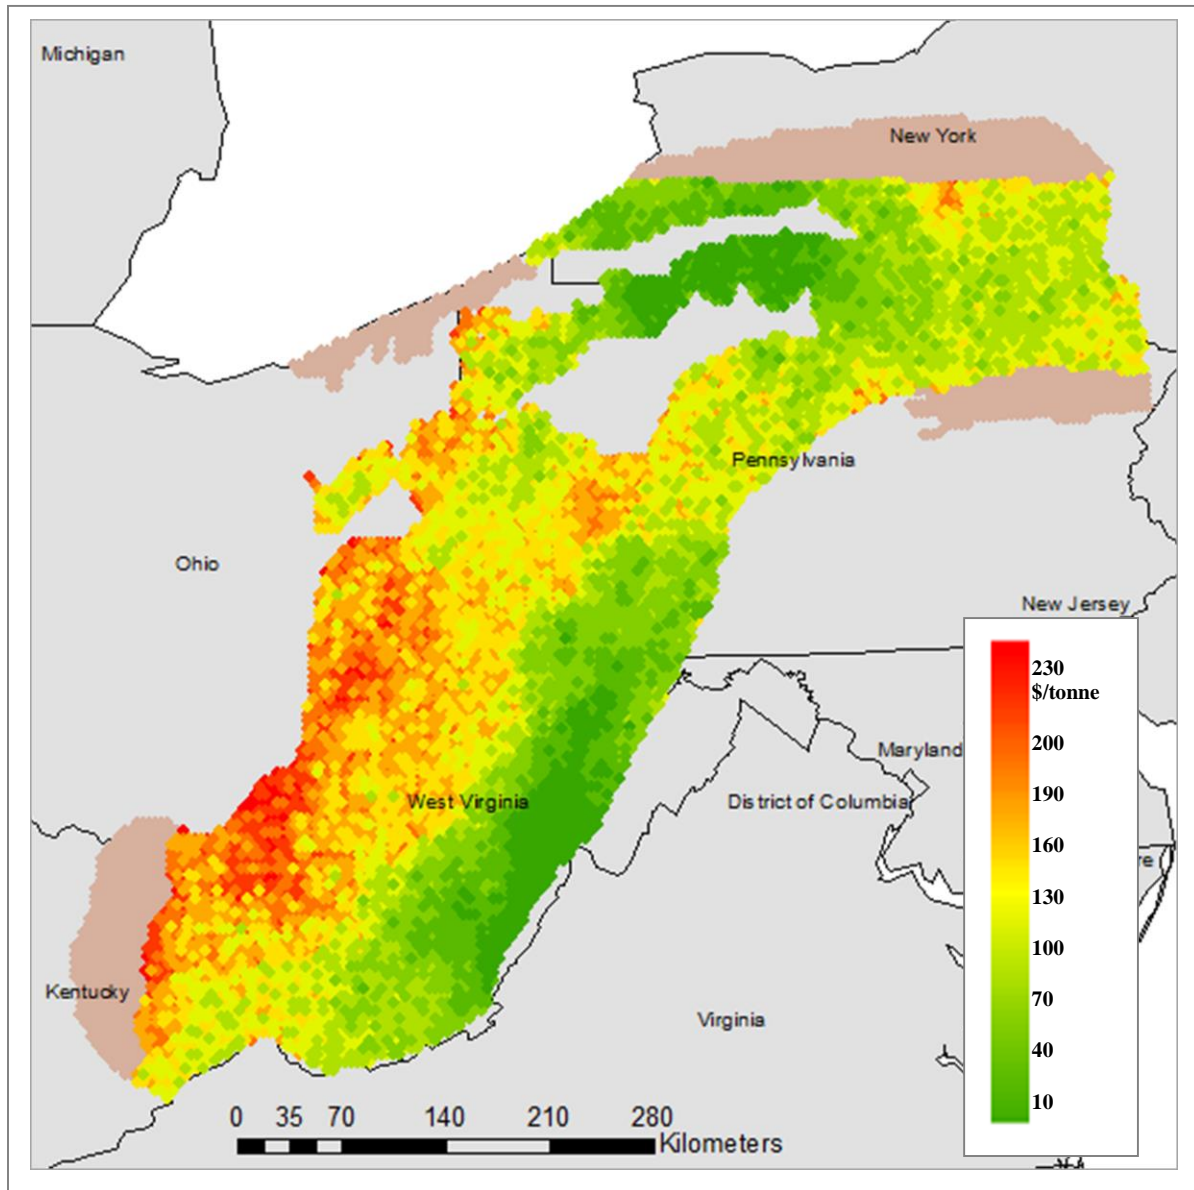 Michigan
New York
Pennsylvania
Ohio
New Jersey
230
$/tonne
200
Maryland
190
West Virginia
District of Columbia
160
re
130
100
Kentucky
70
Virginia
40
10
0 35 70 140 210 280
Kilometers